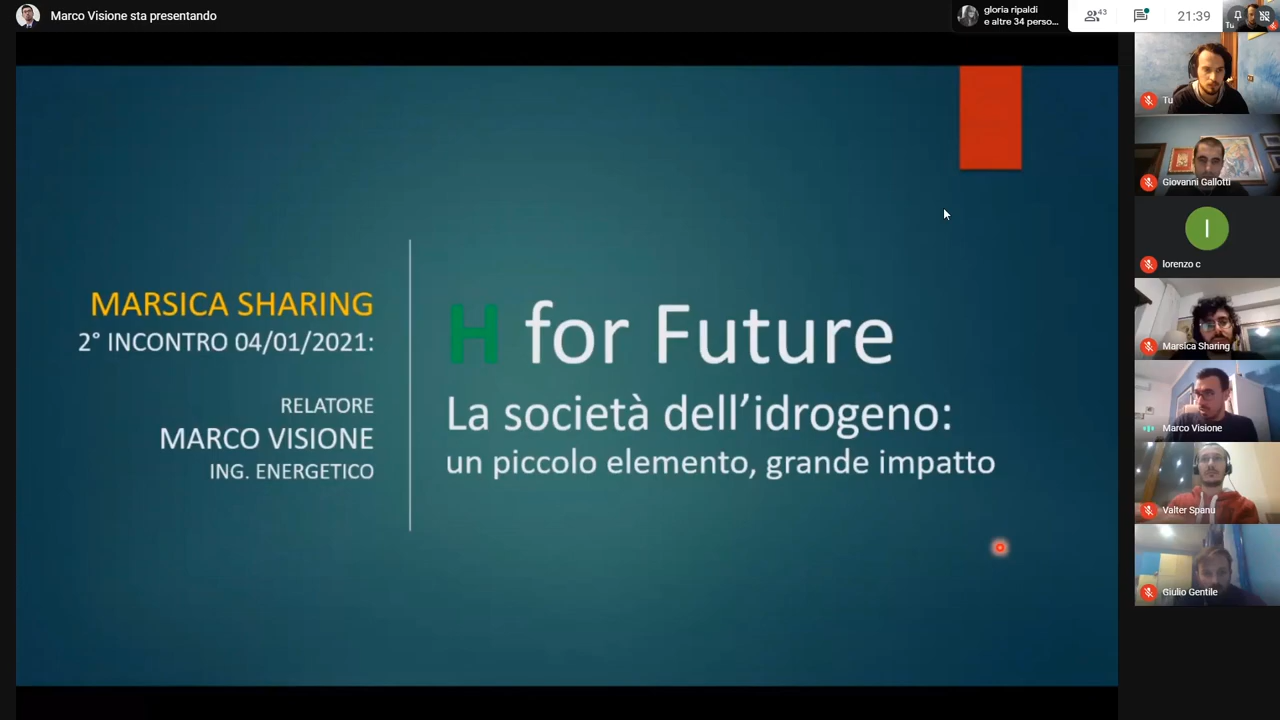 Marco Visione sta presentando
gloria ripaldi
e altre 34 perso...
43
21:39
Tu
Tu
Giovanni Gallotti
I
lorenzo c
Marsica Sharing
Marco Visione
Valter Spanu
Giulio Gentile
MARSICA SHARING
2° INCONTRO 04/01/2021:
RELATORE
MARCO VISIONE
ING. ENERGETICO
H for Future
La società dell’idrogeno:
un piccolo elemento, grande impatto